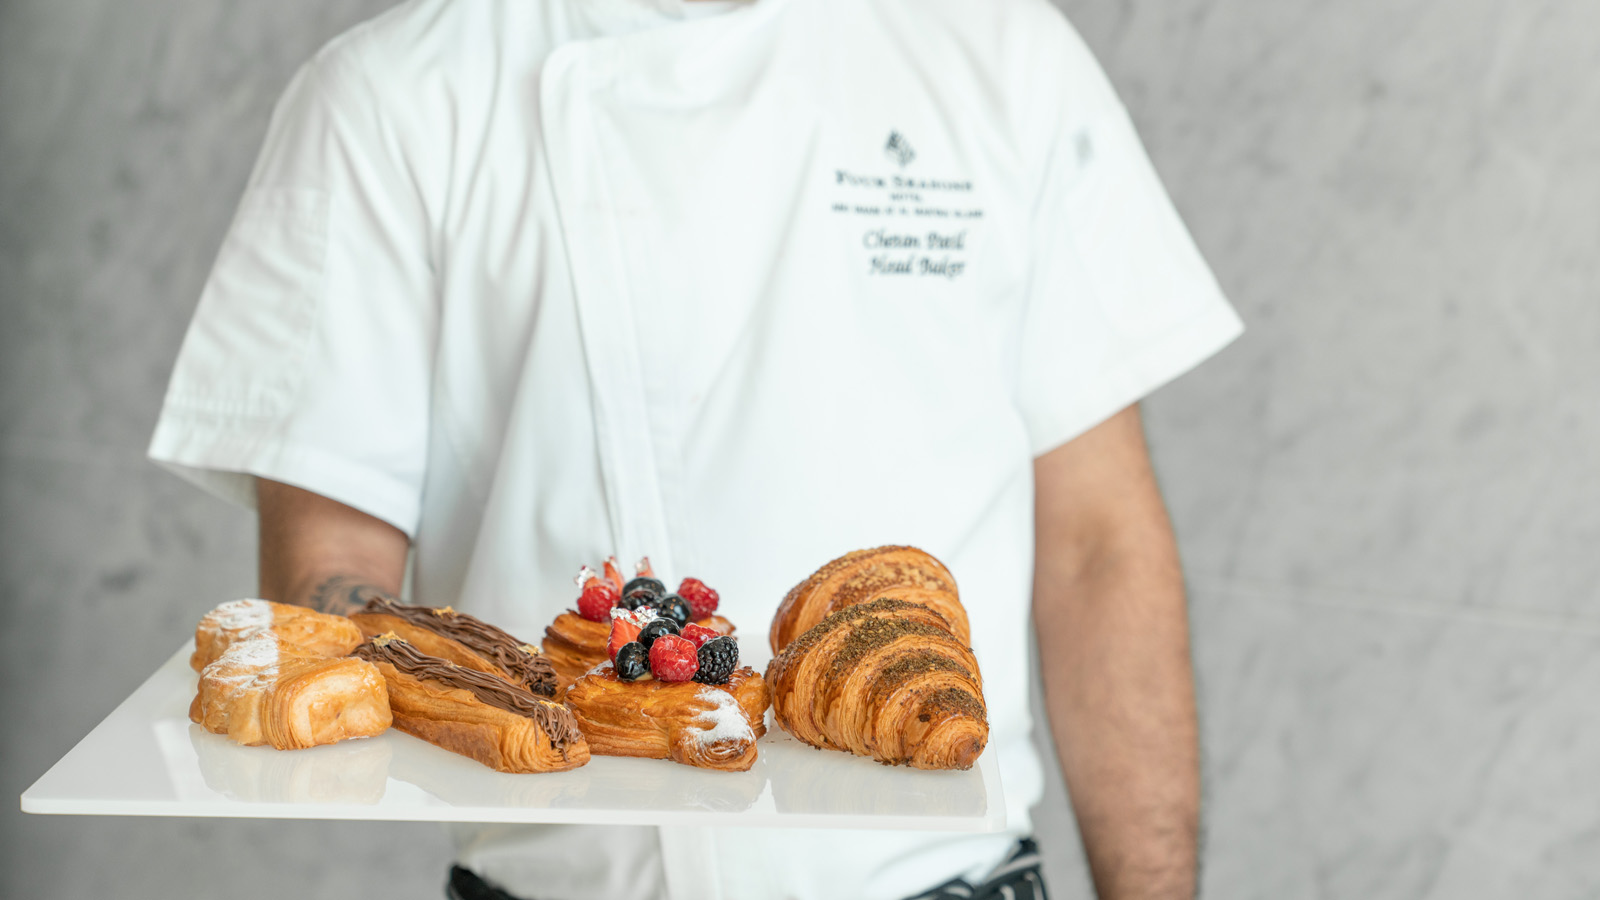 Four Seasons
HOTEL
Chetan Patil
Head Baker